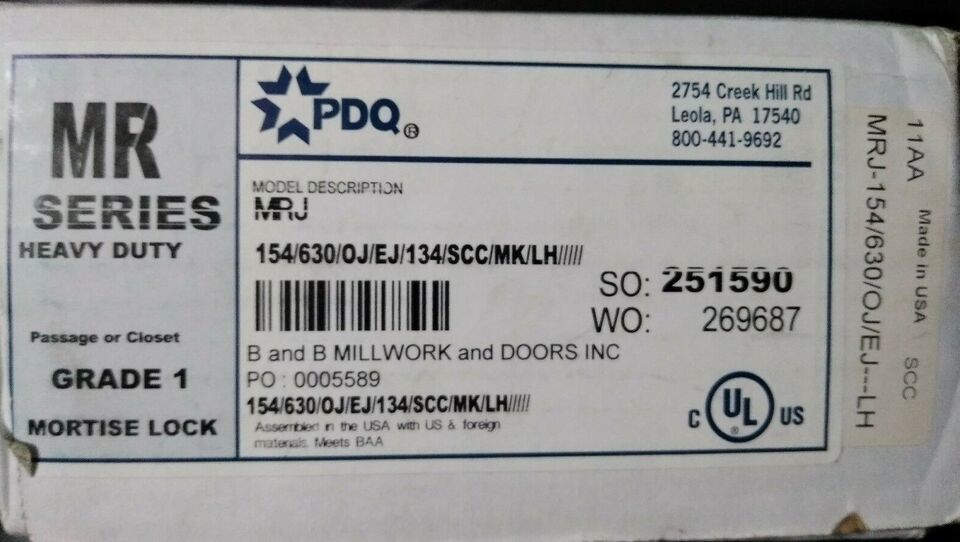 MR
SERIES
HEAVY DUTY
Passage or Closet
GRADE 1
MORTISE LOCK
PDQ®
2754 Creek Hill Rd
Leola, PA 17540
800-441-9692
MODEL DESCRIPTION
MRJ
154/630/OJ/EJ/134/SCC/MK/LH/////
SO: 251590
WO: 269687
B and B MILLWORK and DOORS INC
PO : 0005589
154/630/OJ/EJ/134/SCC/MK/LH/////
Assembled in the USA with US & foreign
materials. Meets BAA
C UL® US
11AA Made in USA SCC
MRJ-154/630/OJ/EJ---LH